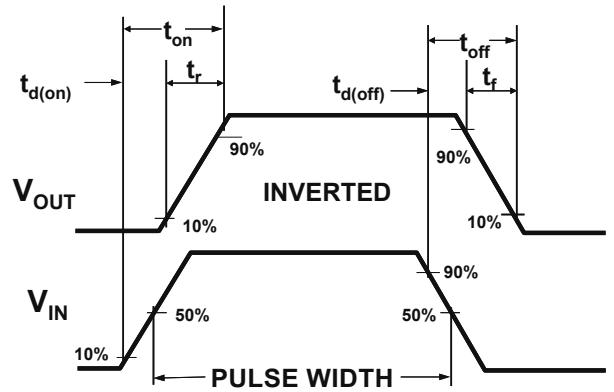 t_on t_off
t_d(on) t_r t_d(off) t_f
90% 90%
V_OUT INVERTED
10% 10%
90%
V_IN 50% 50%
10%
PULSE WIDTH